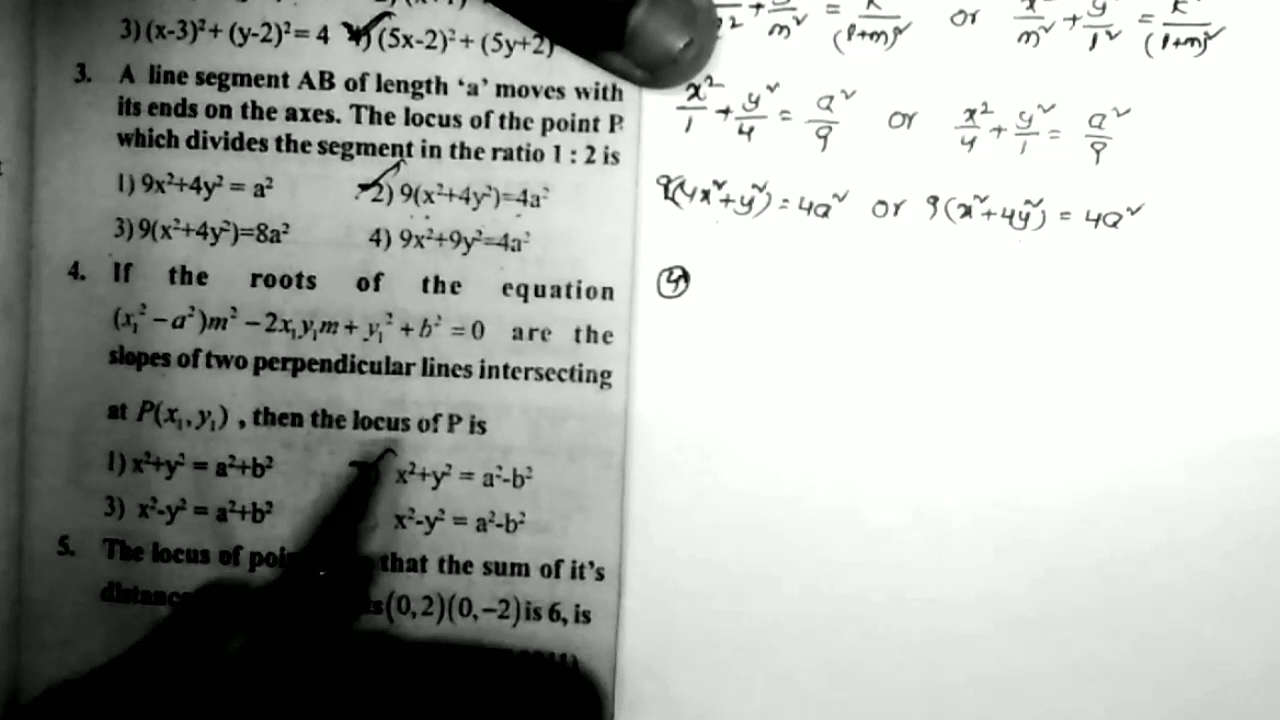 3) (x-3)²+ (y-2)²= 4 4) (5x-2)²+ (5y+2)
3. A line segment AB of length 'a' moves with
its ends on the axes. The locus of the point P
which divides the segment in the ratio 1 : 2 is
1) 9x²+4y² = a² 2) 9(x²+4y²)=4a²
3) 9(x²+4y²)=8a² 4) 9x²+9y²=4a²
4. If the roots of the equation
(x₁² – a²)m² – 2x₁y₁m + y₁² + b² = 0 are the
slopes of two perpendicular lines intersecting
at P(x₁, y₁) , then the locus of P is
1) x²+y² = a²+b² x²+y² = a²-b²
3) x²-y² = a²+b² x²-y² = a²-b²
5. The locus of that the sum of it's
(0,2)(0,–2) is 6, is
x²/1 + y²/4 = a²/9 or x²/4 + y²/1 = a²/9
9(4x²+y²) = 4a² or 9(x²+4y²) = 4a²
④